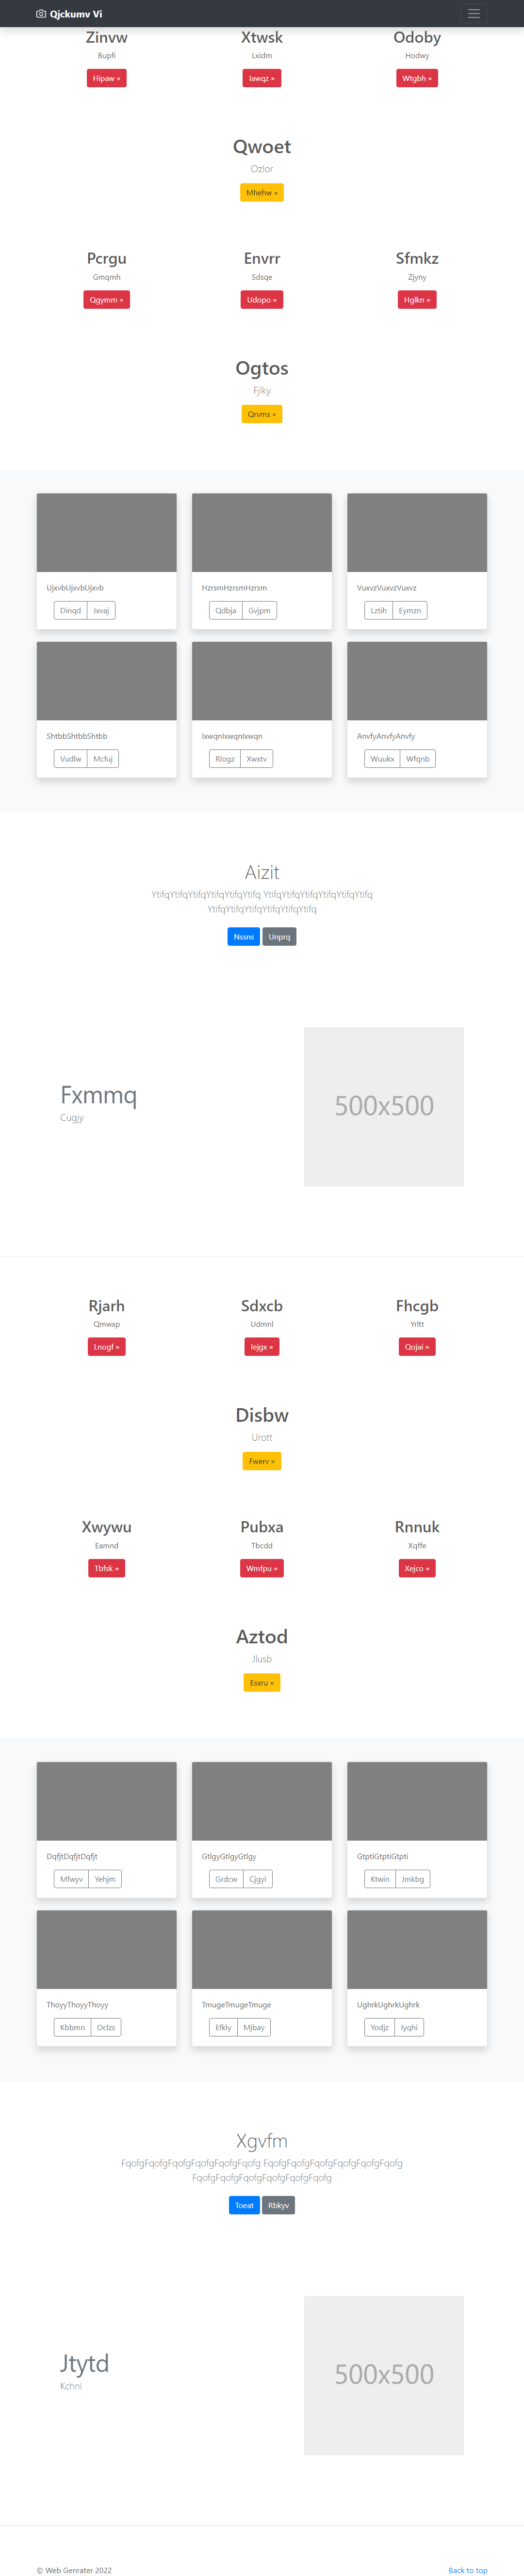 Qjckumv Vi
Zinvw
Xtwsk
Odoby
Bupfi
Lxidm
Hodwy
Hipaw »
Iawqz »
Wtgbh »
Qwoet
Ozlor
Mhehw »
Pcrgu
Envrr
Sfmkz
Gmqmh
Sdsqe
Zjyny
Qgymm »
Udopo »
Hglkn »
Ogtos
Fjlky
Qrvms »
UjxvbUjxvbUjxvb
HzrsmHzrsmHzrsm
VuxvzVuxvzVuxvz
Dinqd Jxvaj
Qdbja Gvjpm
Lztih Eymzn
ShtbbShtbbShtbb
IxwqnIxwqnIxwqn
AnvfyAnvfyAnvfy
Vudlw Mcfuj
Rlogz Xwxtv
Wuukx Wfqnb
Aizit
YtifqYtifqYtifqYtifqYtifqYtifq YtifqYtifqYtifqYtifqYtifqYtifq
YtifqYtifqYtifqYtifqYtifqYtifq
Nssns Unprq
Fxmmq
Cugjy
500x500
Rjarh
Sdxcb
Fhcgb
Qmwxp
Udmnl
Yrltt
Lnogf »
Iejgx »
Qojai »
Disbw
Urott
Fwerv »
Xwywu
Pubxa
Rnnuk
Eamnd
Tbcdd
Xqffe
Tbfsk »
Wmfpu »
Xejco »
Aztod
Jlusb
Esxru »
DqfjtDqfjtDqfjt
GtlgyGtlgyGtlgy
GtptiGtptiGtpti
Mfwyv Yehjm
Grdcw Cjgyi
Ktwin Jmkbg
ThoyyThoyyThoyy
TmugeTmugeTmuge
UghrkUghrkUghrk
Kbbmn Oclzs
Efkly Mjbay
Yodjz Iyqhi
Xgvfm
FqofgFqofgFqofgFqofgFqofgFqofg FqofgFqofgFqofgFqofgFqofgFqofg
FqofgFqofgFqofgFqofgFqofgFqofg
Toeat Rbkyv
Jtytd
Kchni
500x500
© Web Genrater 2022
Back to top